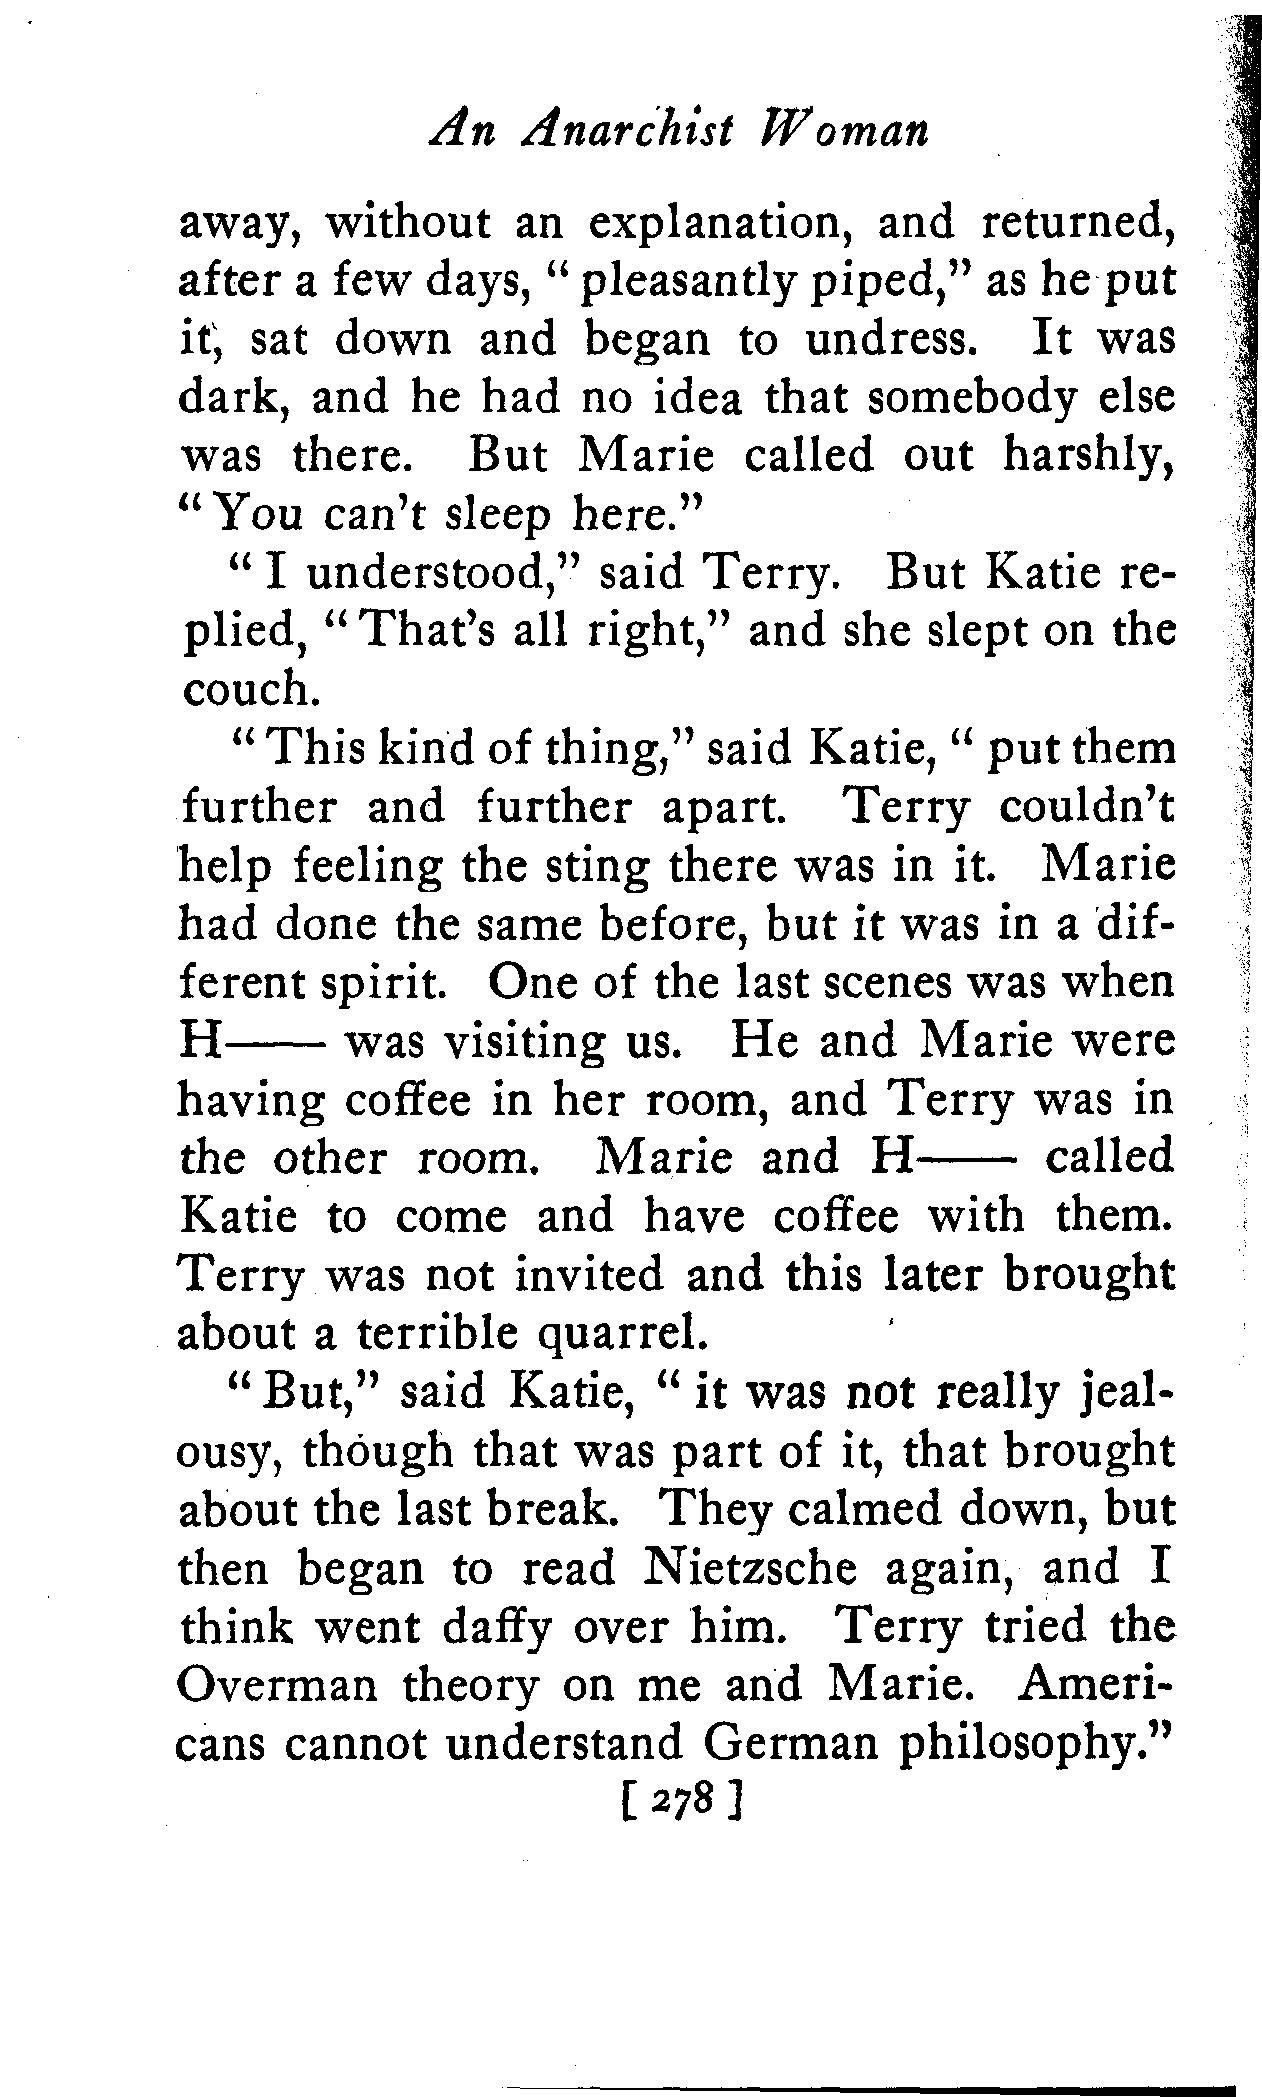 An Anarchist Woman
away, without an explanation, and returned,
after a few days, " pleasantly piped," as he put
it, sat down and began to undress. It was
dark, and he had no idea that somebody else
was there. But Marie called out harshly,
" You can't sleep here."
" I understood," said Terry. But Katie re-
plied, " That's all right," and she slept on the
couch.
" This kind of thing," said Katie, " put them
further and further apart. Terry couldn't
help feeling the sting there was in it. Marie
had done the same before, but it was in a dif-
ferent spirit. One of the last scenes was when
H—— was visiting us. He and Marie were
having coffee in her room, and Terry was in
the other room. Marie and H—— called
Katie to come and have coffee with them.
Terry was not invited and this later brought
about a terrible quarrel.
" But," said Katie, " it was not really jeal-
ousy, though that was part of it, that brought
about the last break. They calmed down, but
then began to read Nietzsche again, and I
think went daffy over him. Terry tried the
Overman theory on me and Marie. Ameri-
cans cannot understand German philosophy."
[ 278 ]